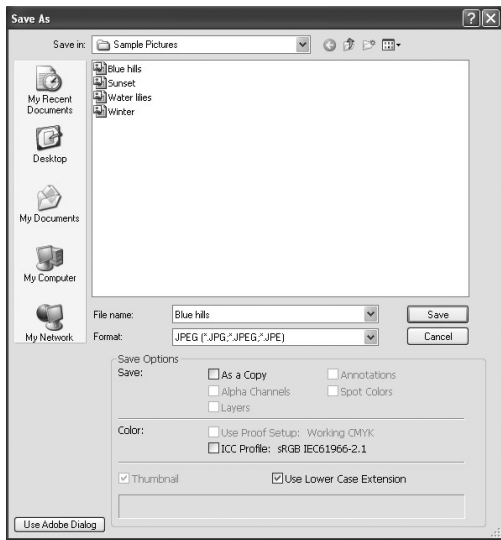 Save As
Save in: Sample Pictures
My Recent
Documents
Desktop
My Documents
My Computer
My Network
Blue hills
Sunset
Water lilies
Winter
File name: Blue hills Save
Format: JPEG (*.JPG;*.JPEG;*.JPE) Cancel
Save Options
Save: As a Copy Annotations
Alpha Channels Spot Colors
Layers
Color: Use Proof Setup: Working CMYK
ICC Profile: sRGB IEC61966-2.1
Thumbnail Use Lower Case Extension
Use Adobe Dialog